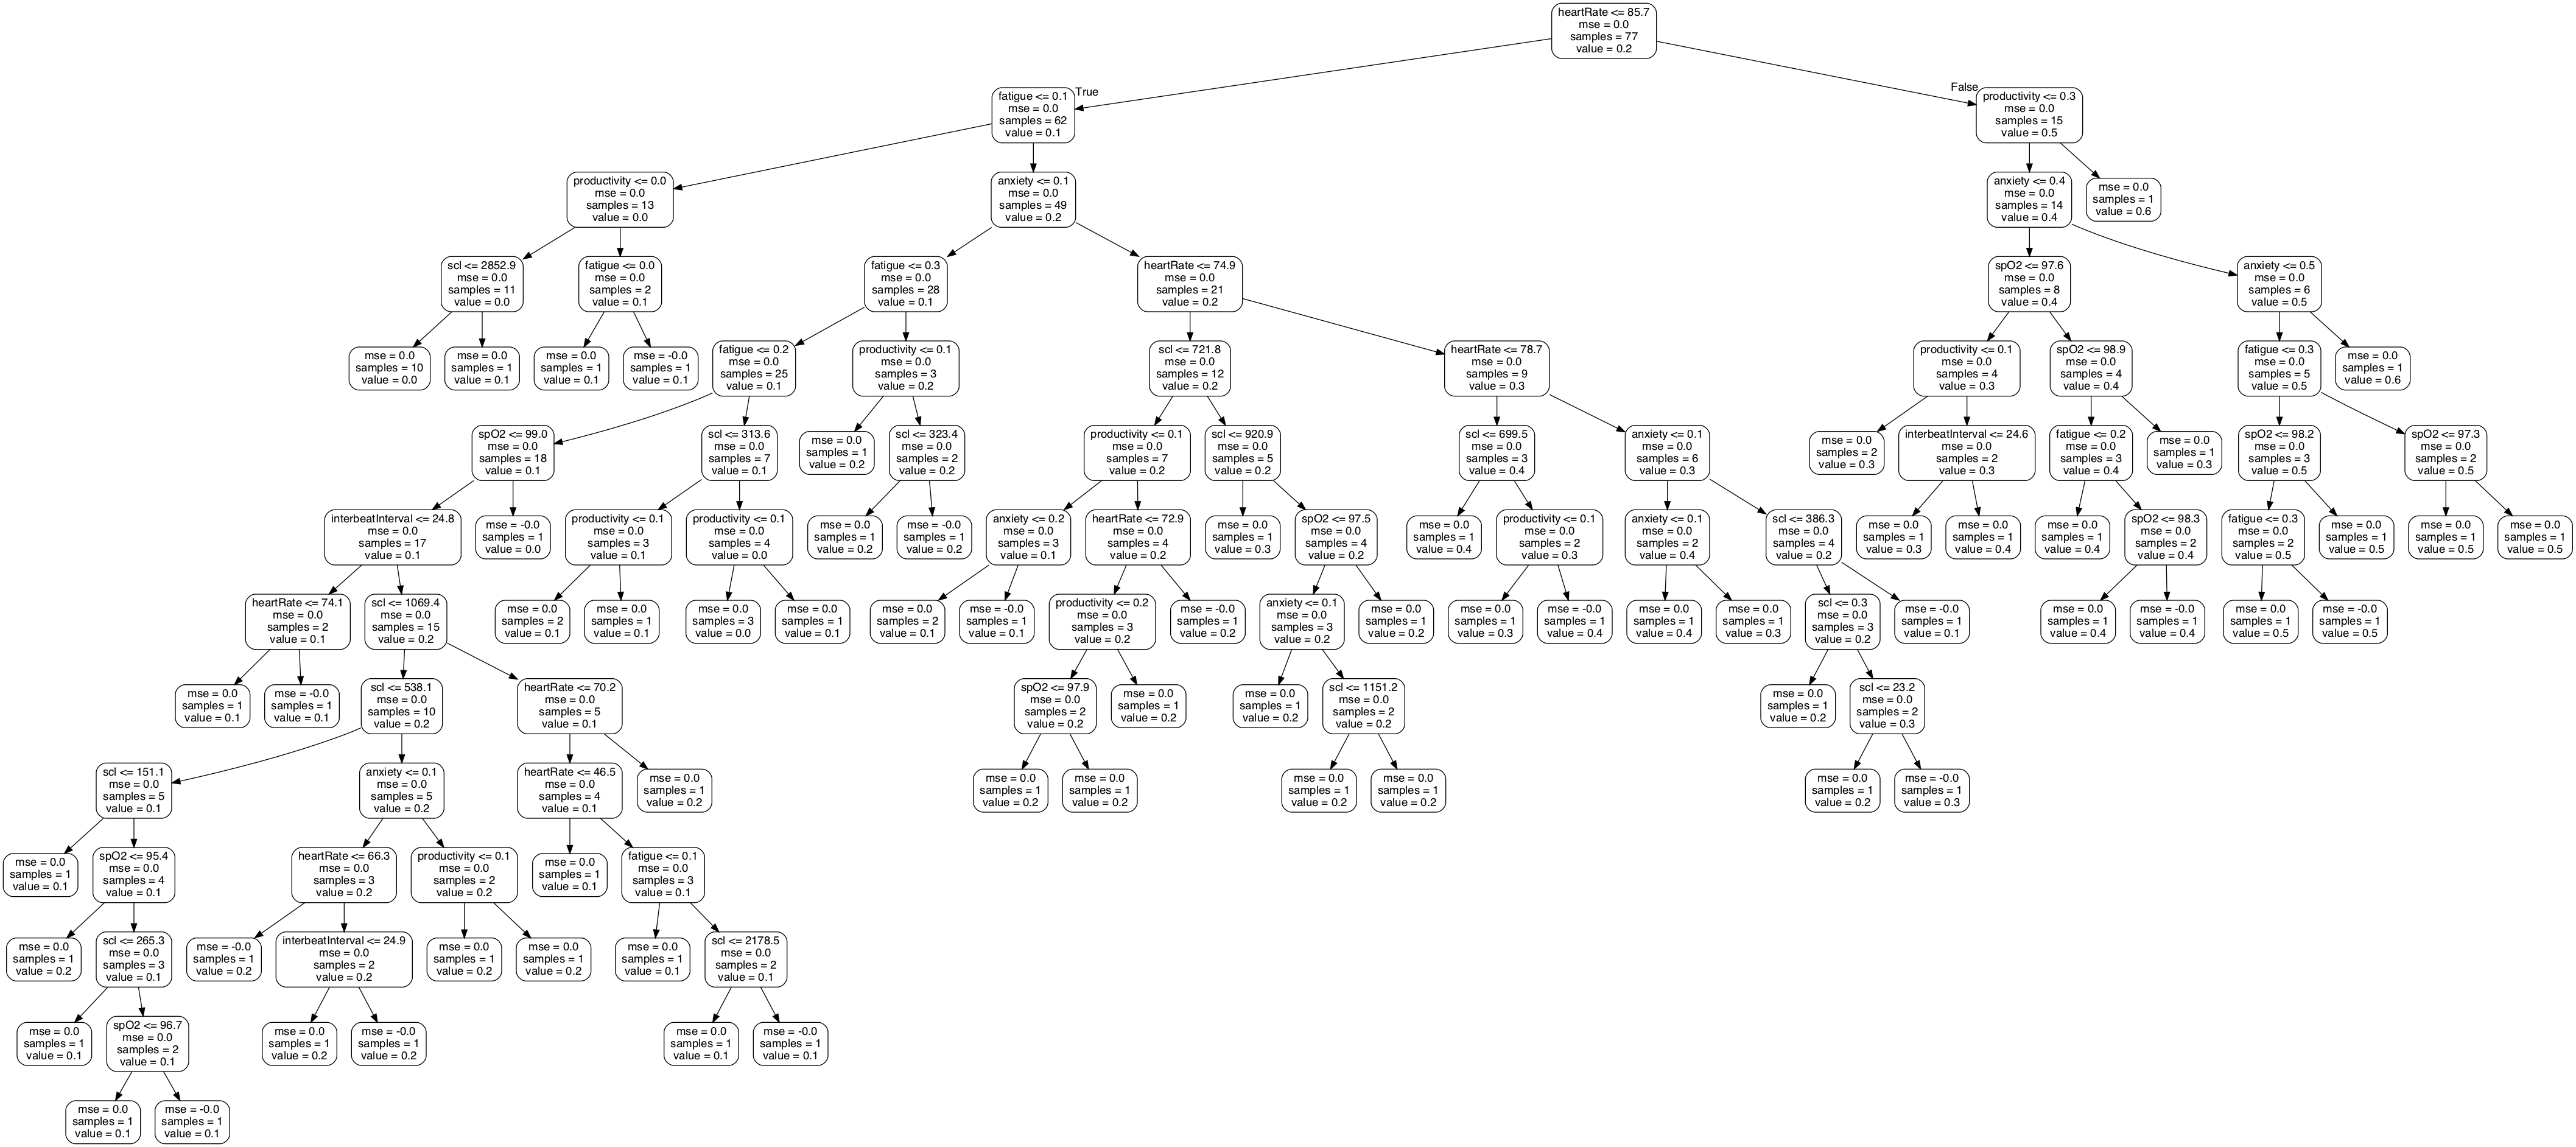 heartRate <= 85.7
mse = 0.0
samples = 77
value = 0.2
True
False
fatigue <= 0.1
mse = 0.0
samples = 62
value = 0.1
productivity <= 0.3
mse = 0.0
samples = 15
value = 0.5
productivity <= 0.0
mse = 0.0
samples = 13
value = 0.0
anxiety <= 0.1
mse = 0.0
samples = 49
value = 0.2
anxiety <= 0.4
mse = 0.0
samples = 14
value = 0.4
mse = 0.0
samples = 1
value = 0.6
scl <= 2852.9
mse = 0.0
samples = 11
value = 0.0
fatigue <= 0.0
mse = 0.0
samples = 2
value = 0.1
fatigue <= 0.3
mse = 0.0
samples = 28
value = 0.1
heartRate <= 74.9
mse = 0.0
samples = 21
value = 0.2
spO2 <= 97.6
mse = 0.0
samples = 8
value = 0.4
anxiety <= 0.5
mse = 0.0
samples = 6
value = 0.5
mse = 0.0
samples = 10
value = 0.0
mse = 0.0
samples = 1
value = 0.1
mse = 0.0
samples = 1
value = 0.1
mse = -0.0
samples = 1
value = 0.1
fatigue <= 0.2
mse = 0.0
samples = 25
value = 0.1
productivity <= 0.1
mse = 0.0
samples = 3
value = 0.2
scl <= 721.8
mse = 0.0
samples = 12
value = 0.2
heartRate <= 78.7
mse = 0.0
samples = 9
value = 0.3
productivity <= 0.1
mse = 0.0
samples = 4
value = 0.3
spO2 <= 98.9
mse = 0.0
samples = 4
value = 0.4
fatigue <= 0.3
mse = 0.0
samples = 5
value = 0.5
mse = 0.0
samples = 1
value = 0.6
spO2 <= 99.0
mse = 0.0
samples = 18
value = 0.1
scl <= 313.6
mse = 0.0
samples = 7
value = 0.1
mse = 0.0
samples = 1
value = 0.2
scl <= 323.4
mse = 0.0
samples = 2
value = 0.2
productivity <= 0.1
mse = 0.0
samples = 7
value = 0.2
scl <= 920.9
mse = 0.0
samples = 5
value = 0.2
scl <= 699.5
mse = 0.0
samples = 3
value = 0.4
anxiety <= 0.1
mse = 0.0
samples = 6
value = 0.3
mse = 0.0
samples = 2
value = 0.3
interbeatInterval <= 24.6
mse = 0.0
samples = 2
value = 0.3
fatigue <= 0.2
mse = 0.0
samples = 3
value = 0.4
mse = 0.0
samples = 1
value = 0.3
spO2 <= 98.2
mse = 0.0
samples = 3
value = 0.5
spO2 <= 97.3
mse = 0.0
samples = 2
value = 0.5
interbeatInterval <= 24.8
mse = 0.0
samples = 17
value = 0.1
mse = -0.0
samples = 1
value = 0.0
productivity <= 0.1
mse = 0.0
samples = 3
value = 0.1
productivity <= 0.1
mse = 0.0
samples = 4
value = 0.0
mse = 0.0
samples = 1
value = 0.2
mse = -0.0
samples = 1
value = 0.2
anxiety <= 0.2
mse = 0.0
samples = 3
value = 0.1
heartRate <= 72.9
mse = 0.0
samples = 4
value = 0.2
mse = 0.0
samples = 1
value = 0.3
spO2 <= 97.5
mse = 0.0
samples = 4
value = 0.2
mse = 0.0
samples = 1
value = 0.4
productivity <= 0.1
mse = 0.0
samples = 2
value = 0.3
anxiety <= 0.1
mse = 0.0
samples = 2
value = 0.4
scl <= 386.3
mse = 0.0
samples = 4
value = 0.2
mse = 0.0
samples = 1
value = 0.3
mse = 0.0
samples = 1
value = 0.4
mse = 0.0
samples = 1
value = 0.4
spO2 <= 98.3
mse = 0.0
samples = 2
value = 0.4
fatigue <= 0.3
mse = 0.0
samples = 2
value = 0.5
mse = 0.0
samples = 1
value = 0.5
mse = 0.0
samples = 1
value = 0.5
mse = 0.0
samples = 1
value = 0.5
heartRate <= 74.1
mse = 0.0
samples = 2
value = 0.1
scl <= 1069.4
mse = 0.0
samples = 15
value = 0.2
mse = 0.0
samples = 2
value = 0.1
mse = 0.0
samples = 1
value = 0.1
mse = 0.0
samples = 3
value = 0.0
mse = 0.0
samples = 1
value = 0.1
mse = 0.0
samples = 2
value = 0.1
mse = -0.0
samples = 1
value = 0.1
productivity <= 0.2
mse = 0.0
samples = 3
value = 0.2
mse = -0.0
samples = 1
value = 0.2
anxiety <= 0.1
mse = 0.0
samples = 3
value = 0.2
mse = 0.0
samples = 1
value = 0.2
mse = 0.0
samples = 1
value = 0.3
mse = -0.0
samples = 1
value = 0.4
mse = 0.0
samples = 1
value = 0.4
mse = 0.0
samples = 1
value = 0.3
scl <= 0.3
mse = 0.0
samples = 3
value = 0.2
mse = -0.0
samples = 1
value = 0.1
mse = 0.0
samples = 1
value = 0.4
mse = -0.0
samples = 1
value = 0.4
mse = 0.0
samples = 1
value = 0.5
mse = -0.0
samples = 1
value = 0.5
mse = 0.0
samples = 1
value = 0.1
mse = -0.0
samples = 1
value = 0.1
scl <= 538.1
mse = 0.0
samples = 10
value = 0.2
heartRate <= 70.2
mse = 0.0
samples = 5
value = 0.1
spO2 <= 97.9
mse = 0.0
samples = 2
value = 0.2
mse = 0.0
samples = 1
value = 0.2
mse = 0.0
samples = 1
value = 0.2
scl <= 1151.2
mse = 0.0
samples = 2
value = 0.2
mse = 0.0
samples = 1
value = 0.2
scl <= 23.2
mse = 0.0
samples = 2
value = 0.3
scl <= 151.1
mse = 0.0
samples = 5
value = 0.1
anxiety <= 0.1
mse = 0.0
samples = 5
value = 0.2
heartRate <= 46.5
mse = 0.0
samples = 4
value = 0.1
mse = 0.0
samples = 1
value = 0.2
mse = 0.0
samples = 1
value = 0.2
mse = 0.0
samples = 1
value = 0.2
mse = 0.0
samples = 1
value = 0.2
mse = 0.0
samples = 1
value = 0.2
mse = 0.0
samples = 1
value = 0.2
mse = -0.0
samples = 1
value = 0.3
mse = 0.0
samples = 1
value = 0.1
spO2 <= 95.4
mse = 0.0
samples = 4
value = 0.1
heartRate <= 66.3
mse = 0.0
samples = 3
value = 0.2
productivity <= 0.1
mse = 0.0
samples = 2
value = 0.2
mse = 0.0
samples = 1
value = 0.1
fatigue <= 0.1
mse = 0.0
samples = 3
value = 0.1
mse = 0.0
samples = 1
value = 0.2
scl <= 265.3
mse = 0.0
samples = 3
value = 0.1
mse = -0.0
samples = 1
value = 0.2
interbeatInterval <= 24.9
mse = 0.0
samples = 2
value = 0.2
mse = 0.0
samples = 1
value = 0.2
mse = 0.0
samples = 1
value = 0.2
mse = 0.0
samples = 1
value = 0.1
scl <= 2178.5
mse = 0.0
samples = 2
value = 0.1
mse = 0.0
samples = 1
value = 0.1
spO2 <= 96.7
mse = 0.0
samples = 2
value = 0.1
mse = 0.0
samples = 1
value = 0.2
mse = -0.0
samples = 1
value = 0.2
mse = 0.0
samples = 1
value = 0.1
mse = -0.0
samples = 1
value = 0.1
mse = 0.0
samples = 1
value = 0.1
mse = -0.0
samples = 1
value = 0.1